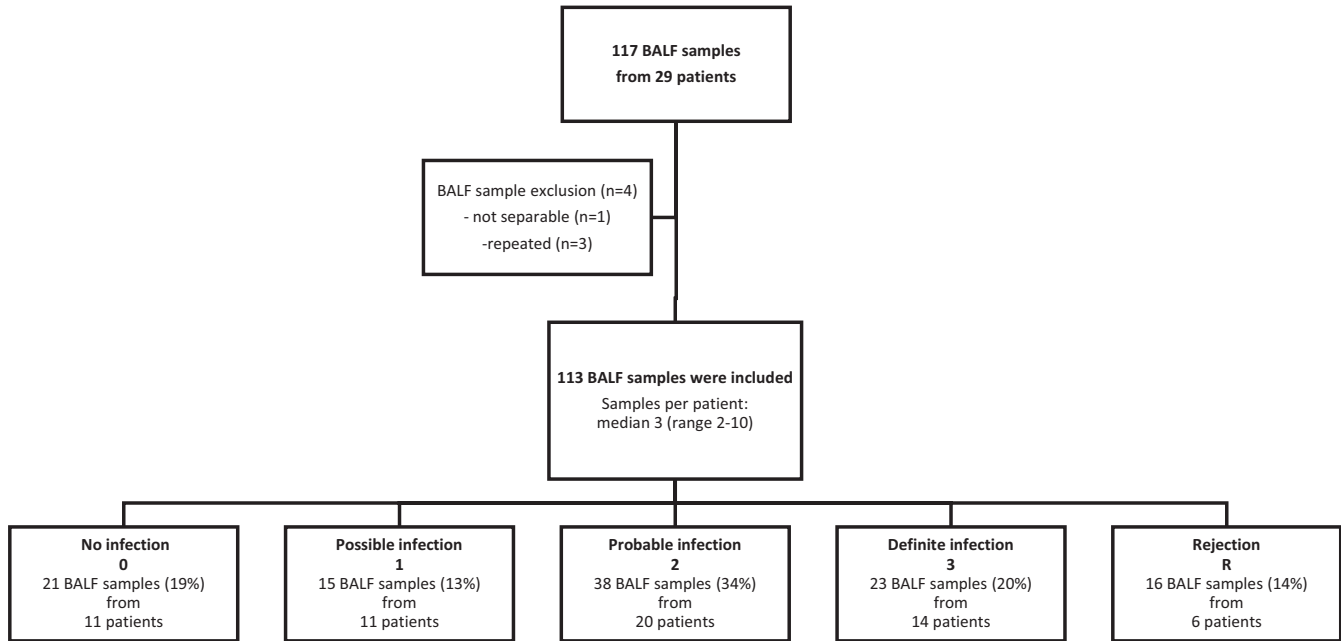 117 BALF samples
from 29 patients
BALF sample exclusion (n=4)
- not separable (n=1)
-repeated (n=3)
113 BALF samples were included
Samples per patient:
median 3 (range 2-10)
No infection
0
21 BALF samples (19%)
from
11 patients
Possible infection
1
15 BALF samples (13%)
from
11 patients
Probable infection
2
38 BALF samples (34%)
from
20 patients
Definite infection
3
23 BALF samples (20%)
from
14 patients
Rejection
R
16 BALF samples (14%)
from
6 patients